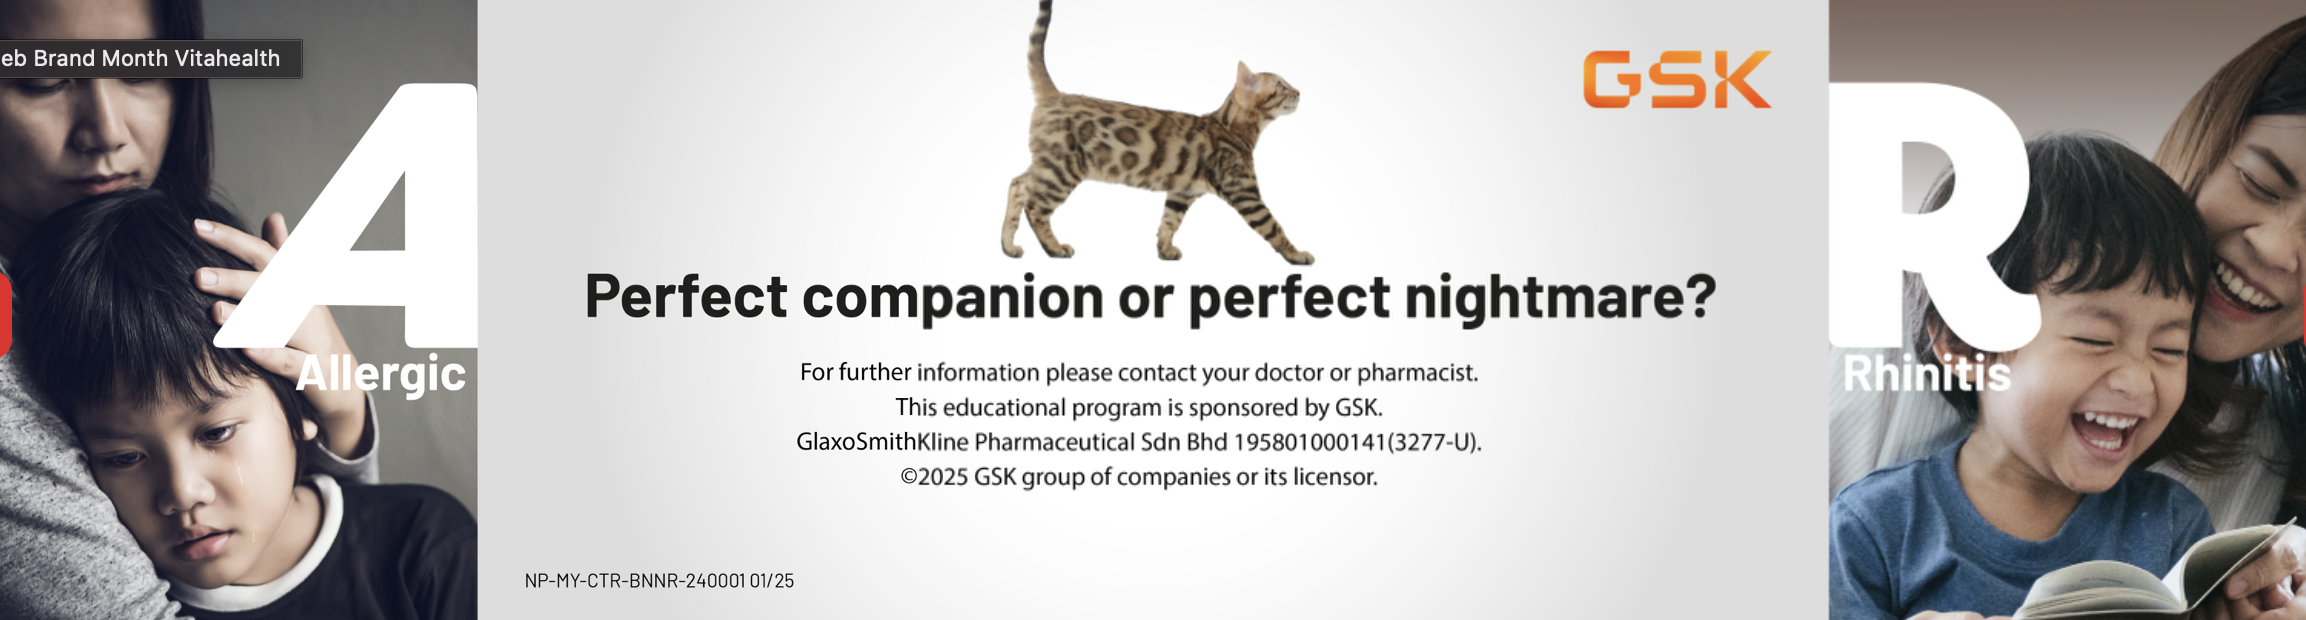 eb Brand Month Vitahealth
A
Allergic
GSK
Perfect companion or perfect nightmare?
For further information please contact your doctor or pharmacist.
This educational program is sponsored by GSK.
GlaxoSmithKline Pharmaceutical Sdn Bhd 195801000141(3277-U).
©2025 GSK group of companies or its licensor.
NP-MY-CTR-BNNR-240001 01/25
R
Rhinitis